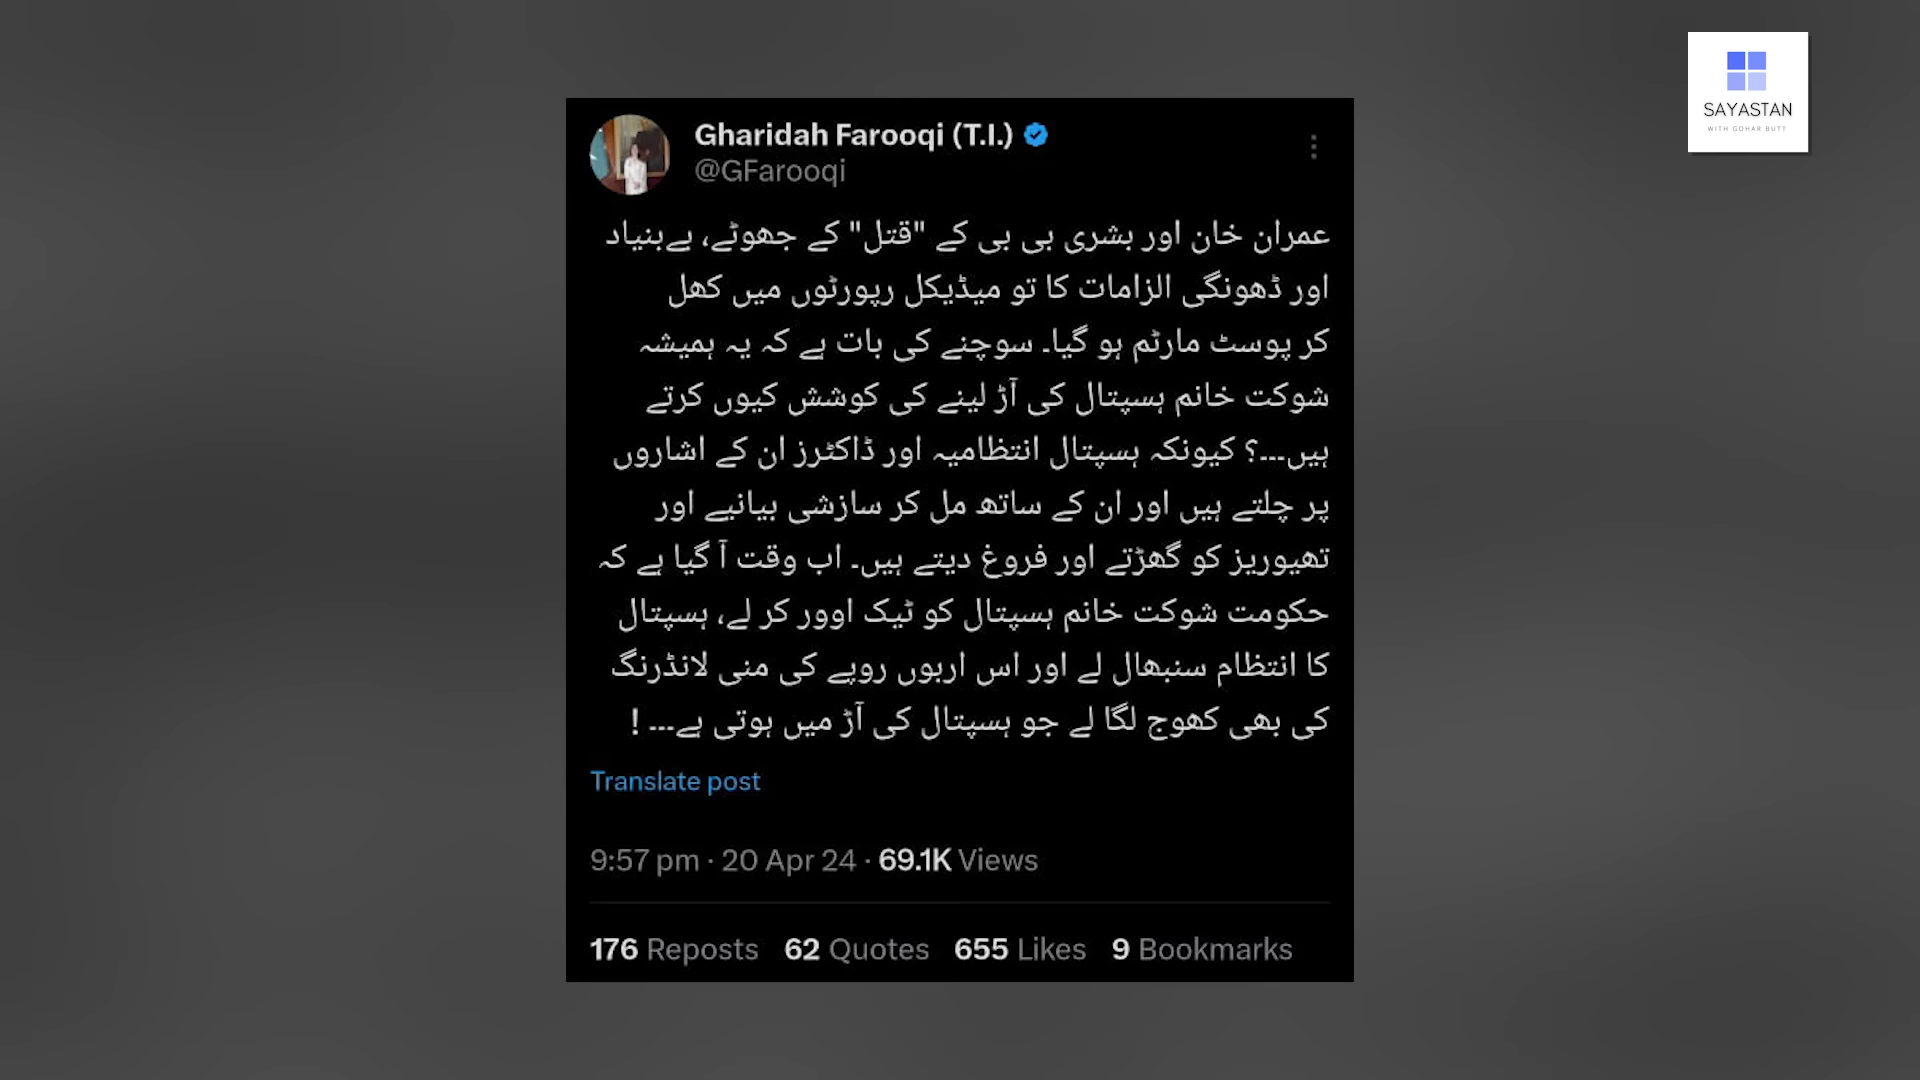 SAYASTAN
WITH GOHAR BUTT
Gharidah Farooqi (T.I.)
@GFarooqi
عمران خان اور بشری بی بی کے "قتل" کے جھوٹے، بےبنیاد
اور ڈھونگی الزامات کا تو میڈیکل رپورٹوں میں کھل
کر پوسٹ مارٹم ہو گیا۔ سوچنے کی بات ہے کہ یہ ہمیشہ
شوکت خانم ہسپتال کی آڑ لینے کی کوشش کیوں کرتے
ہیں۔۔۔؟ کیونکہ ہسپتال انتظامیہ اور ڈاکٹرز ان کے اشاروں
پر چلتے ہیں اور ان کے ساتھ مل کر سازشی بیانیے اور
تھیوریز کو گھڑتے اور فروغ دیتے ہیں۔ اب وقت آ گیا ہے کہ
حکومت شوکت خانم ہسپتال کو ٹیک اوور کر لے، ہسپتال
کا انتظام سنبھال لے اور اس اربوں روپے کی منی لانڈرنگ
کی بھی کھوج لگا لے جو ہسپتال کی آڑ میں ہوتی ہے۔۔۔ !
Translate post
9:57 pm · 20 Apr 24 · 69.1K Views
176 Reposts 62 Quotes 655 Likes 9 Bookmarks